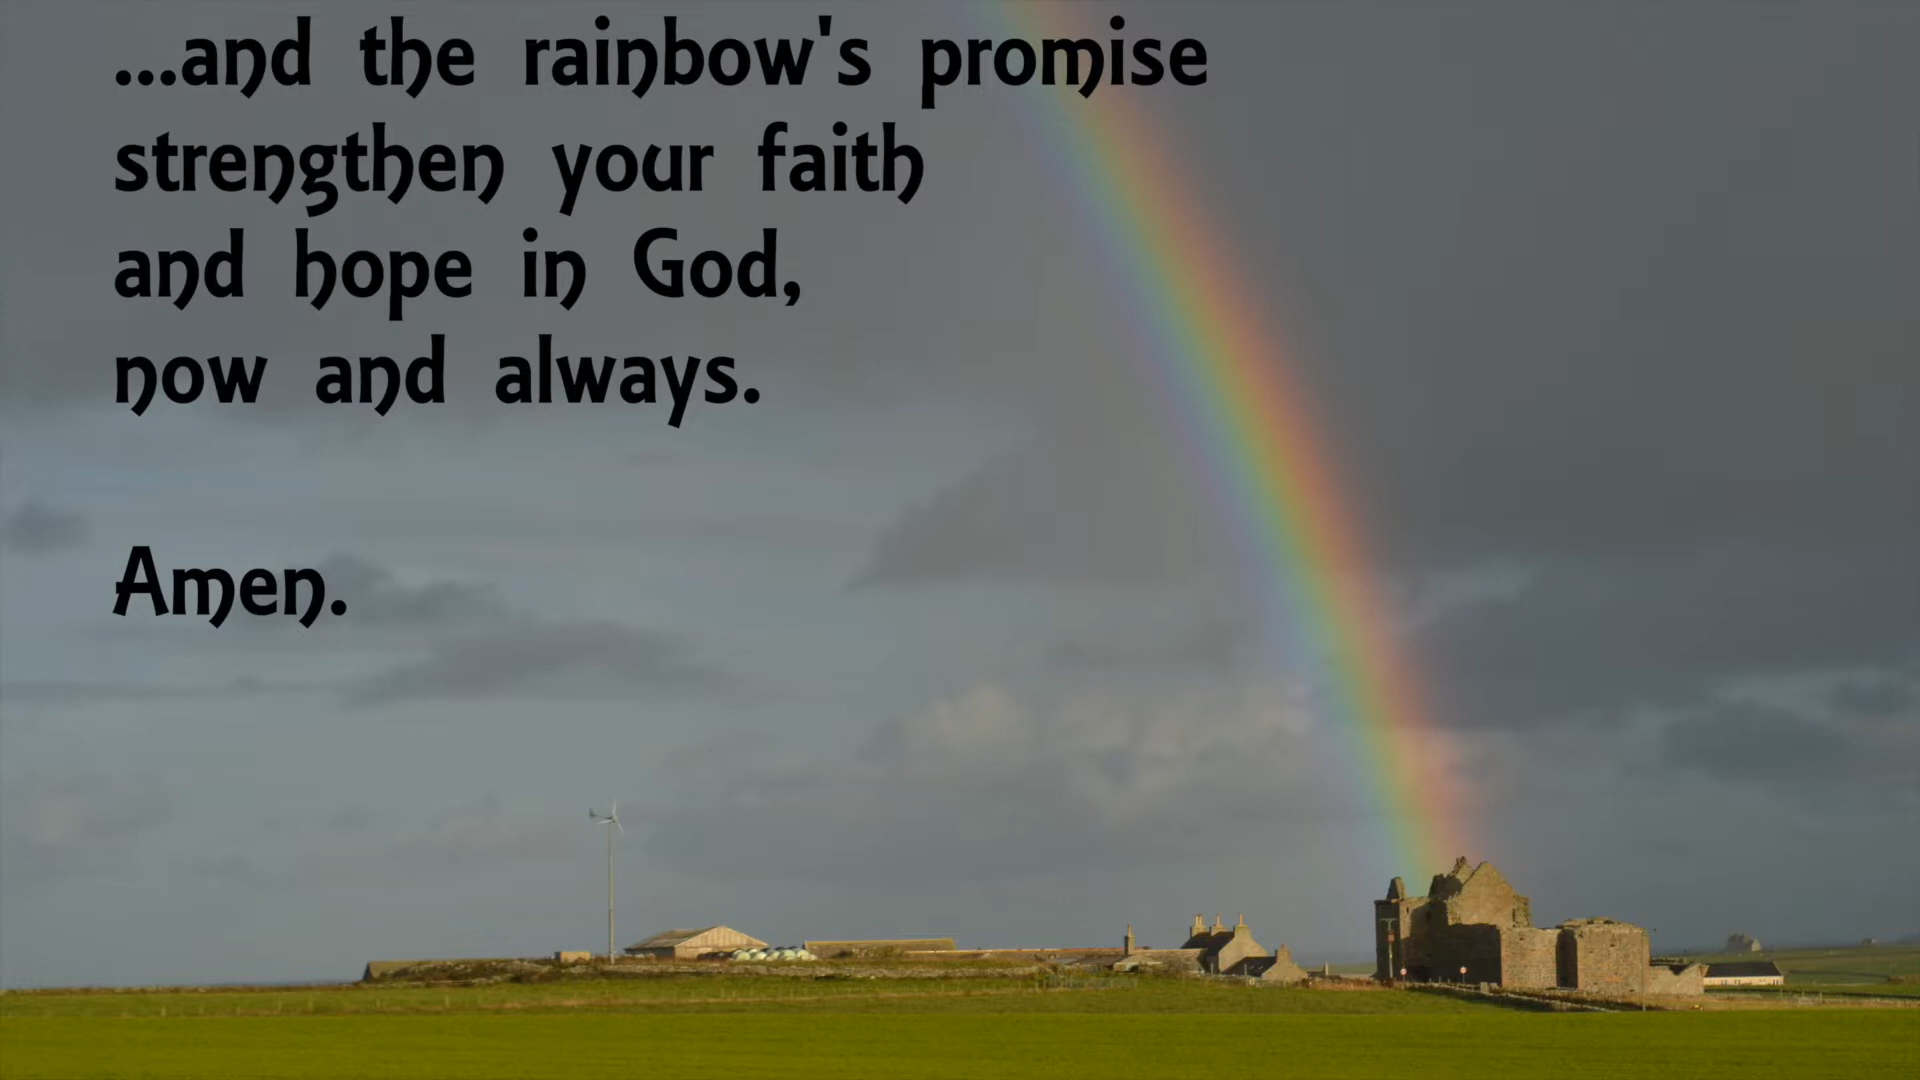 ...and the rainbow's promise
strengthen your faith
and hope in God,
now and always.
Amen.